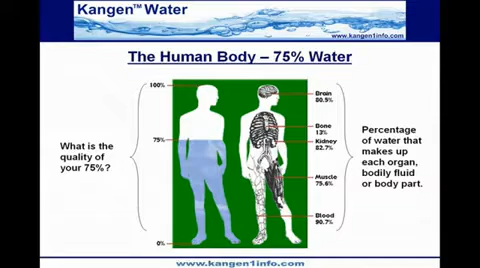 Kangen™ Water
www.kangen1info.com
The Human Body – 75% Water
100%
75%
0%
What is the
quality of
your 75%?
Brain
80.5%
Bone
13%
Kidney
82.7%
Muscle
75.6%
Blood
90.7%
Percentage
of water that
makes up
each organ,
bodily fluid
or body part.
www.kangen1info.com